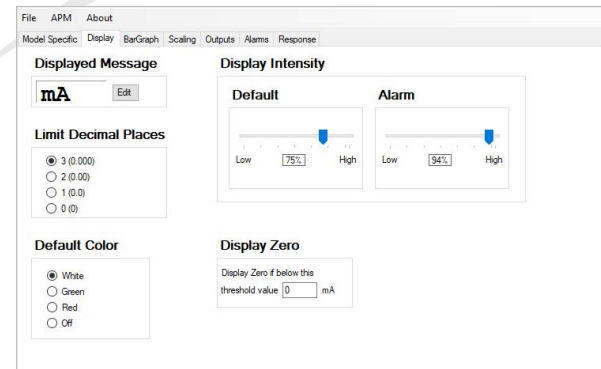 File APM About
Model Specific Display BarGraph Scaling Outputs Alarms Response
Displayed Message
mA Edit
Limit Decimal Places
3 (0.000)
2 (0.00)
1 (0.0)
0 (0)
Default Color
White
Green
Red
Off
Display Intensity
Default
Low 75% High
Alarm
Low 94% High
Display Zero
Display Zero if below this
threshold value 0 mA